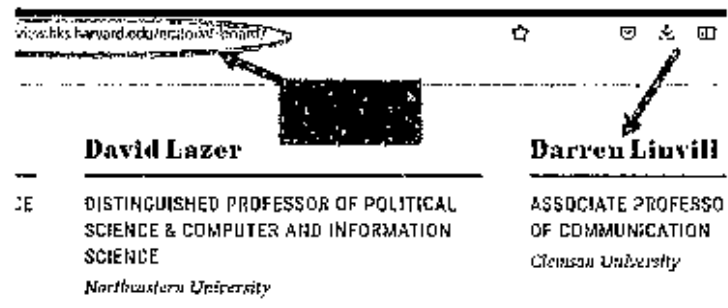 David Lazer
DISTINGUISHED PROFESSOR OF POLITICAL
SCIENCE & COMPUTER AND INFORMATION
SCIENCE
Northeastern University
Darren Linvill
ASSOCIATE PROFESSO
OF COMMUNICATION
Clemson University